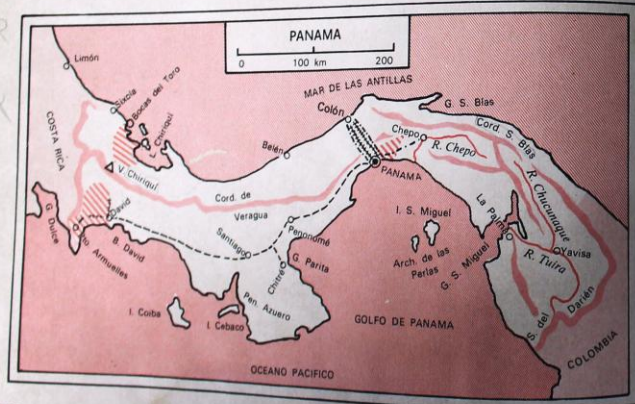 PANAMA
0 100 km 200
Limón
Sixola
Bocas del Toro
L. Chiriquí
COSTA RICA
V. Chiriquí
MAR DE LAS ANTILLAS
Colón
G. S. Blas
Cord. S. Blas
Chepo
R. Chepo
R. Chucunaque
Belén
PANAMA
Cord. de
Veragua
G. Dulce
David
Armuelles
B. David
Santiago
Penonomé
Chitré
G. Parita
Pen. Azuero
I. Coiba
I. Cebaco
I. S. Miguel
Arch. de las
Perlas
G. S. Miguel
La Palma
Yavisa
R. Tuira
S. del
Darién
GOLFO DE PANAMA
COLOMBIA
OCEANO PACIFICO